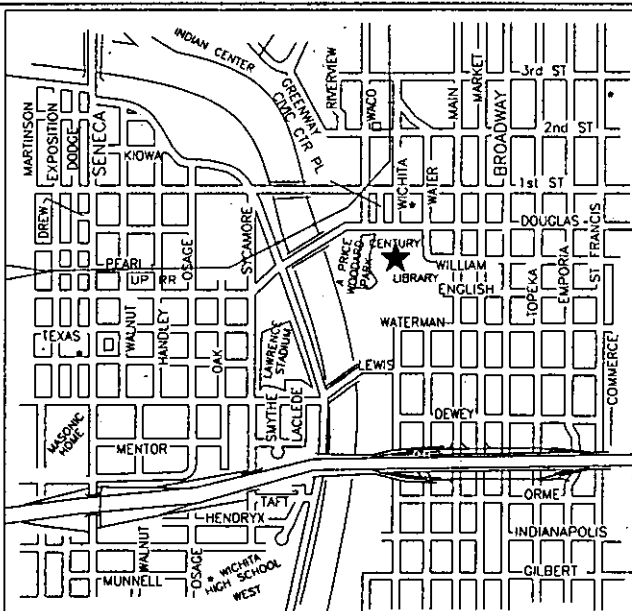 INDIAN CENTER
GREENWAY
CIVIC CTR PL
RIVERVIEW
WACO
MAIN
MARKET
BROADWAY
3RD ST
2ND ST
1ST ST
MARTINSON
EXPOSITION
DODGE
SENECA
KIOWA
WICHITA
WATER
DOUGLAS
DREW
SYCAMORE
OSAGE
PEARL
UP RR
A PRICE
WOODARD
PARK
CENTURY
LIBRARY
WILLIAM
ENGLISH
TOPEKA
EMPORIA
ST FRANCIS
TEXAS
WALNUT
HANDLEY
OAK
LAWRENCE
STADIUM
WATERMAN
LEWIS
COMMERCE
MASONIC
HOME
MENTOR
SMYTHE
LACLEDE
DEWEY
TAFT
HENDRYX
ORME
WALNUT
OSAGE
MUNNELL
WICHITA
HIGH SCHOOL
WEST
INDIANAPOLIS
GILBERT